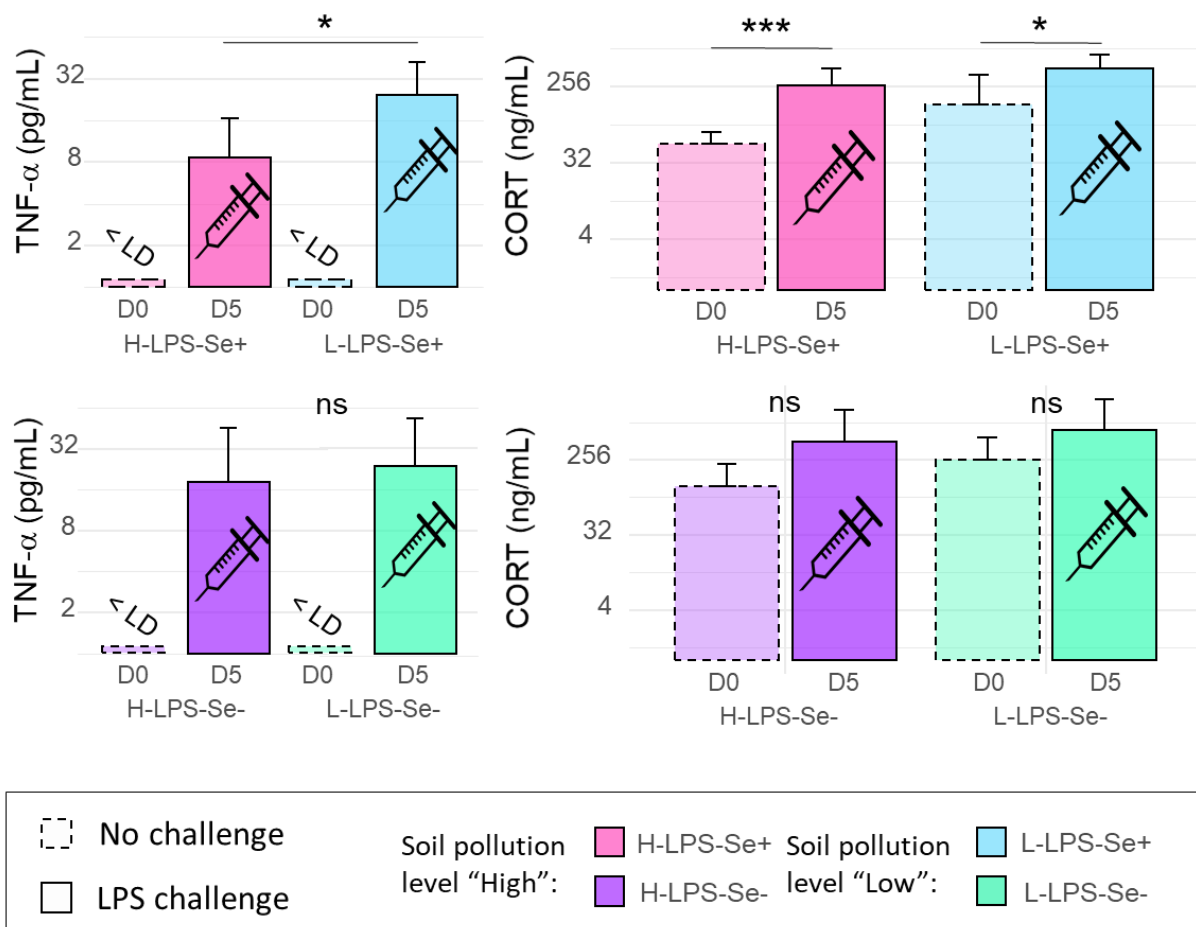 *
TNF-α (pg/mL)
32
8
2
< LD
< LD
D0 D5 D0 D5
H-LPS-Se+ L-LPS-Se+
*** *
CORT (ng/mL)
256
32
4
D0 D5 D0 D5
H-LPS-Se+ L-LPS-Se+
ns
TNF-α (pg/mL)
32
8
2
< LD
< LD
D0 D5 D0 D5
H-LPS-Se- L-LPS-Se-
ns ns
CORT (ng/mL)
256
32
4
D0 D5 D0 D5
H-LPS-Se- L-LPS-Se-
No challenge
LPS challenge
Soil pollution
level “High”:
H-LPS-Se+
H-LPS-Se-
Soil pollution
level “Low”:
L-LPS-Se+
L-LPS-Se-